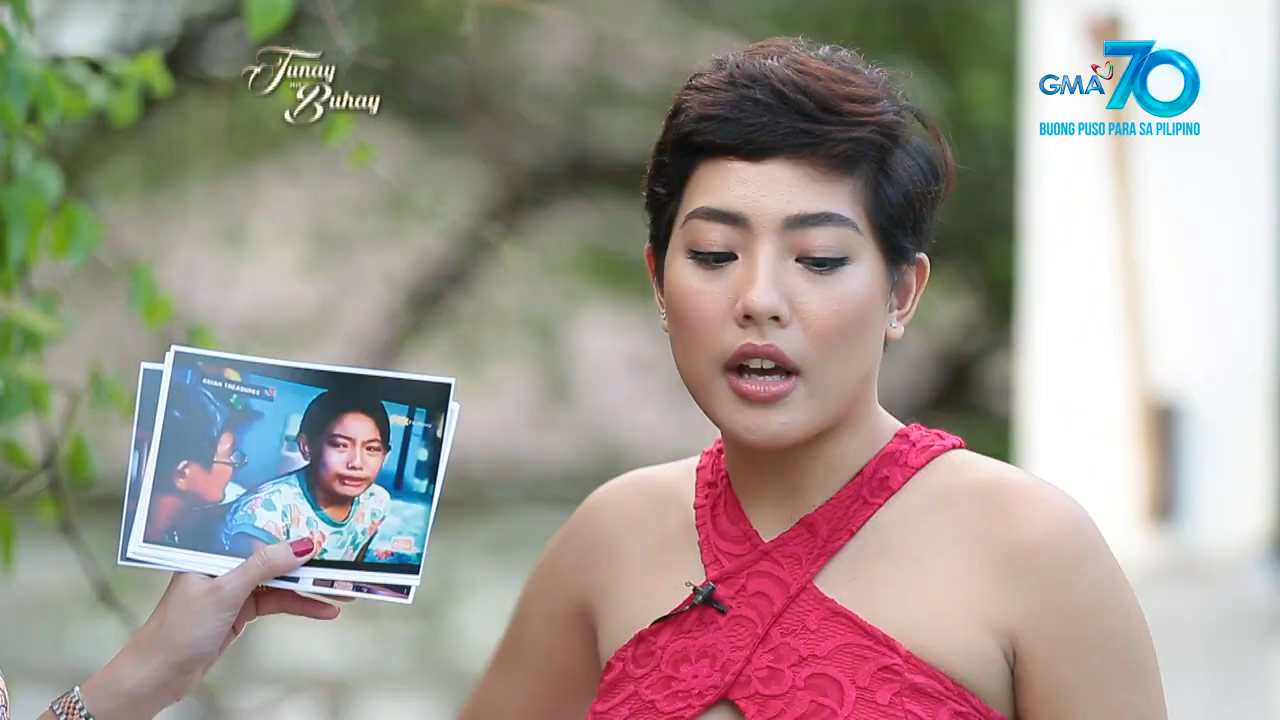 Tunay
na
Buhay
GMA 70
BUONG PUSO PARA SA PILIPINO
ASIAN TREASURES